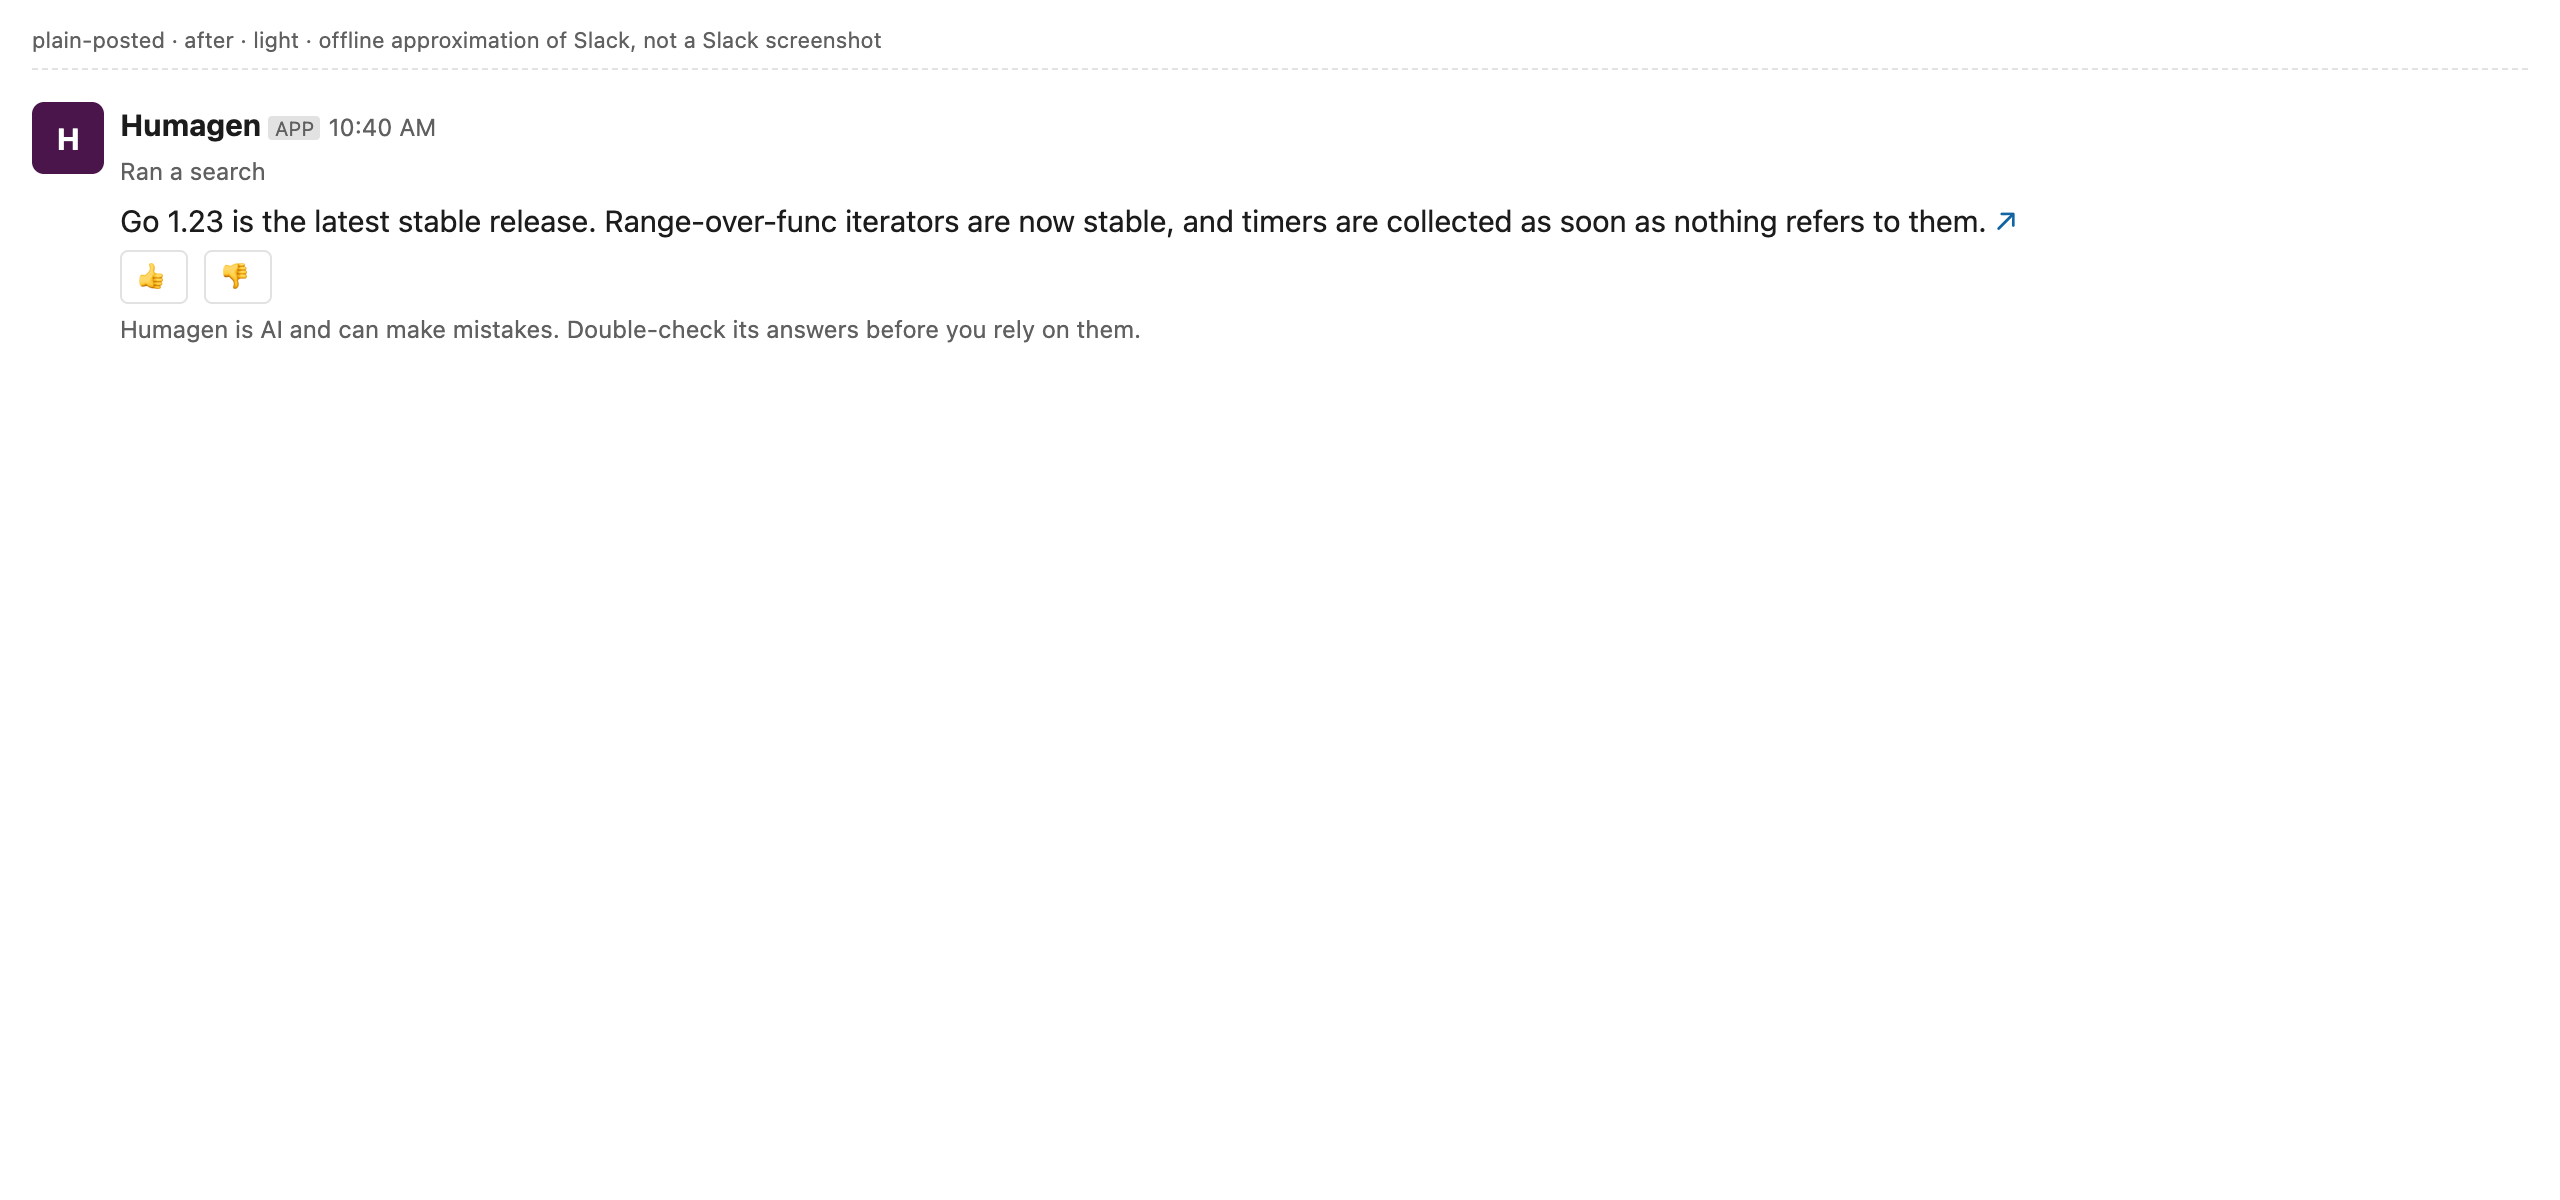 plain-posted · after · light · offline approximation of Slack, not a Slack screenshot
H
Humagen APP 10:40 AM
Ran a search
Go 1.23 is the latest stable release. Range-over-func iterators are now stable, and timers are collected as soon as nothing refers to them. ↗
👍 👎
Humagen is AI and can make mistakes. Double-check its answers before you rely on them.